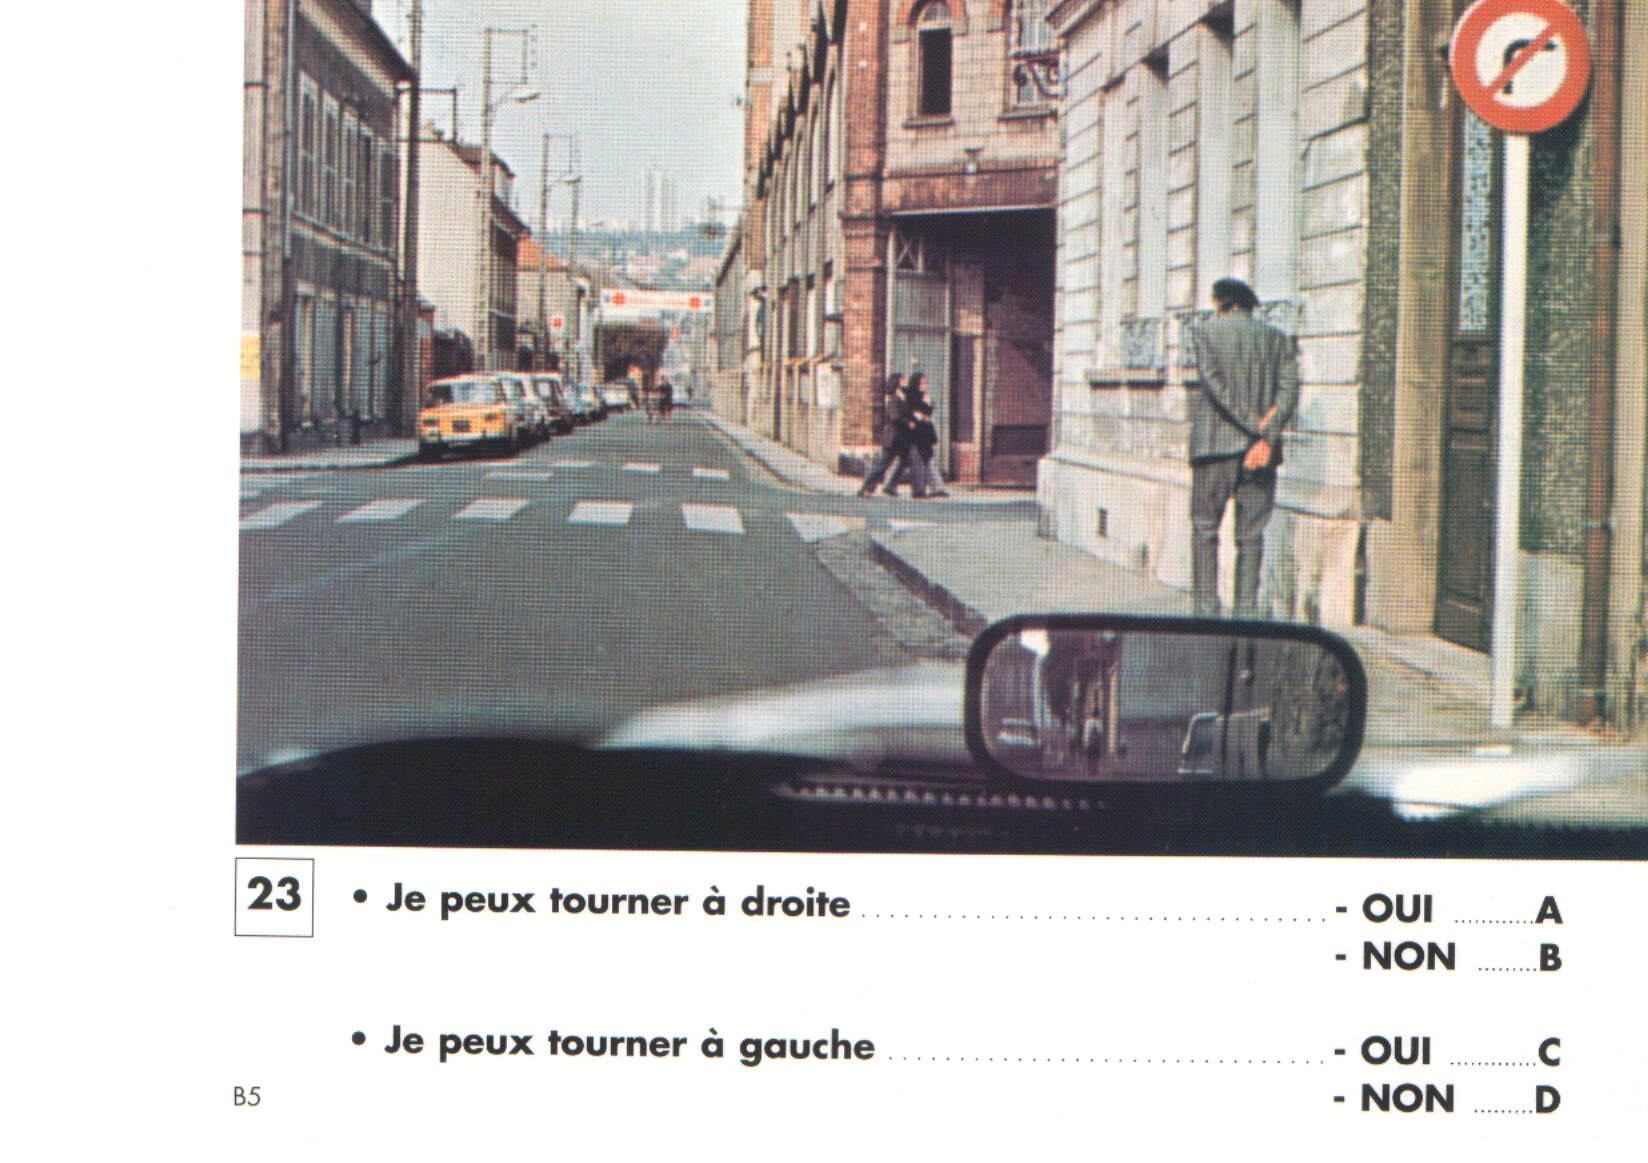 23 • Je peux tourner à droite - OUI A
- NON B
• Je peux tourner à gauche - OUI C
B5
- NON D